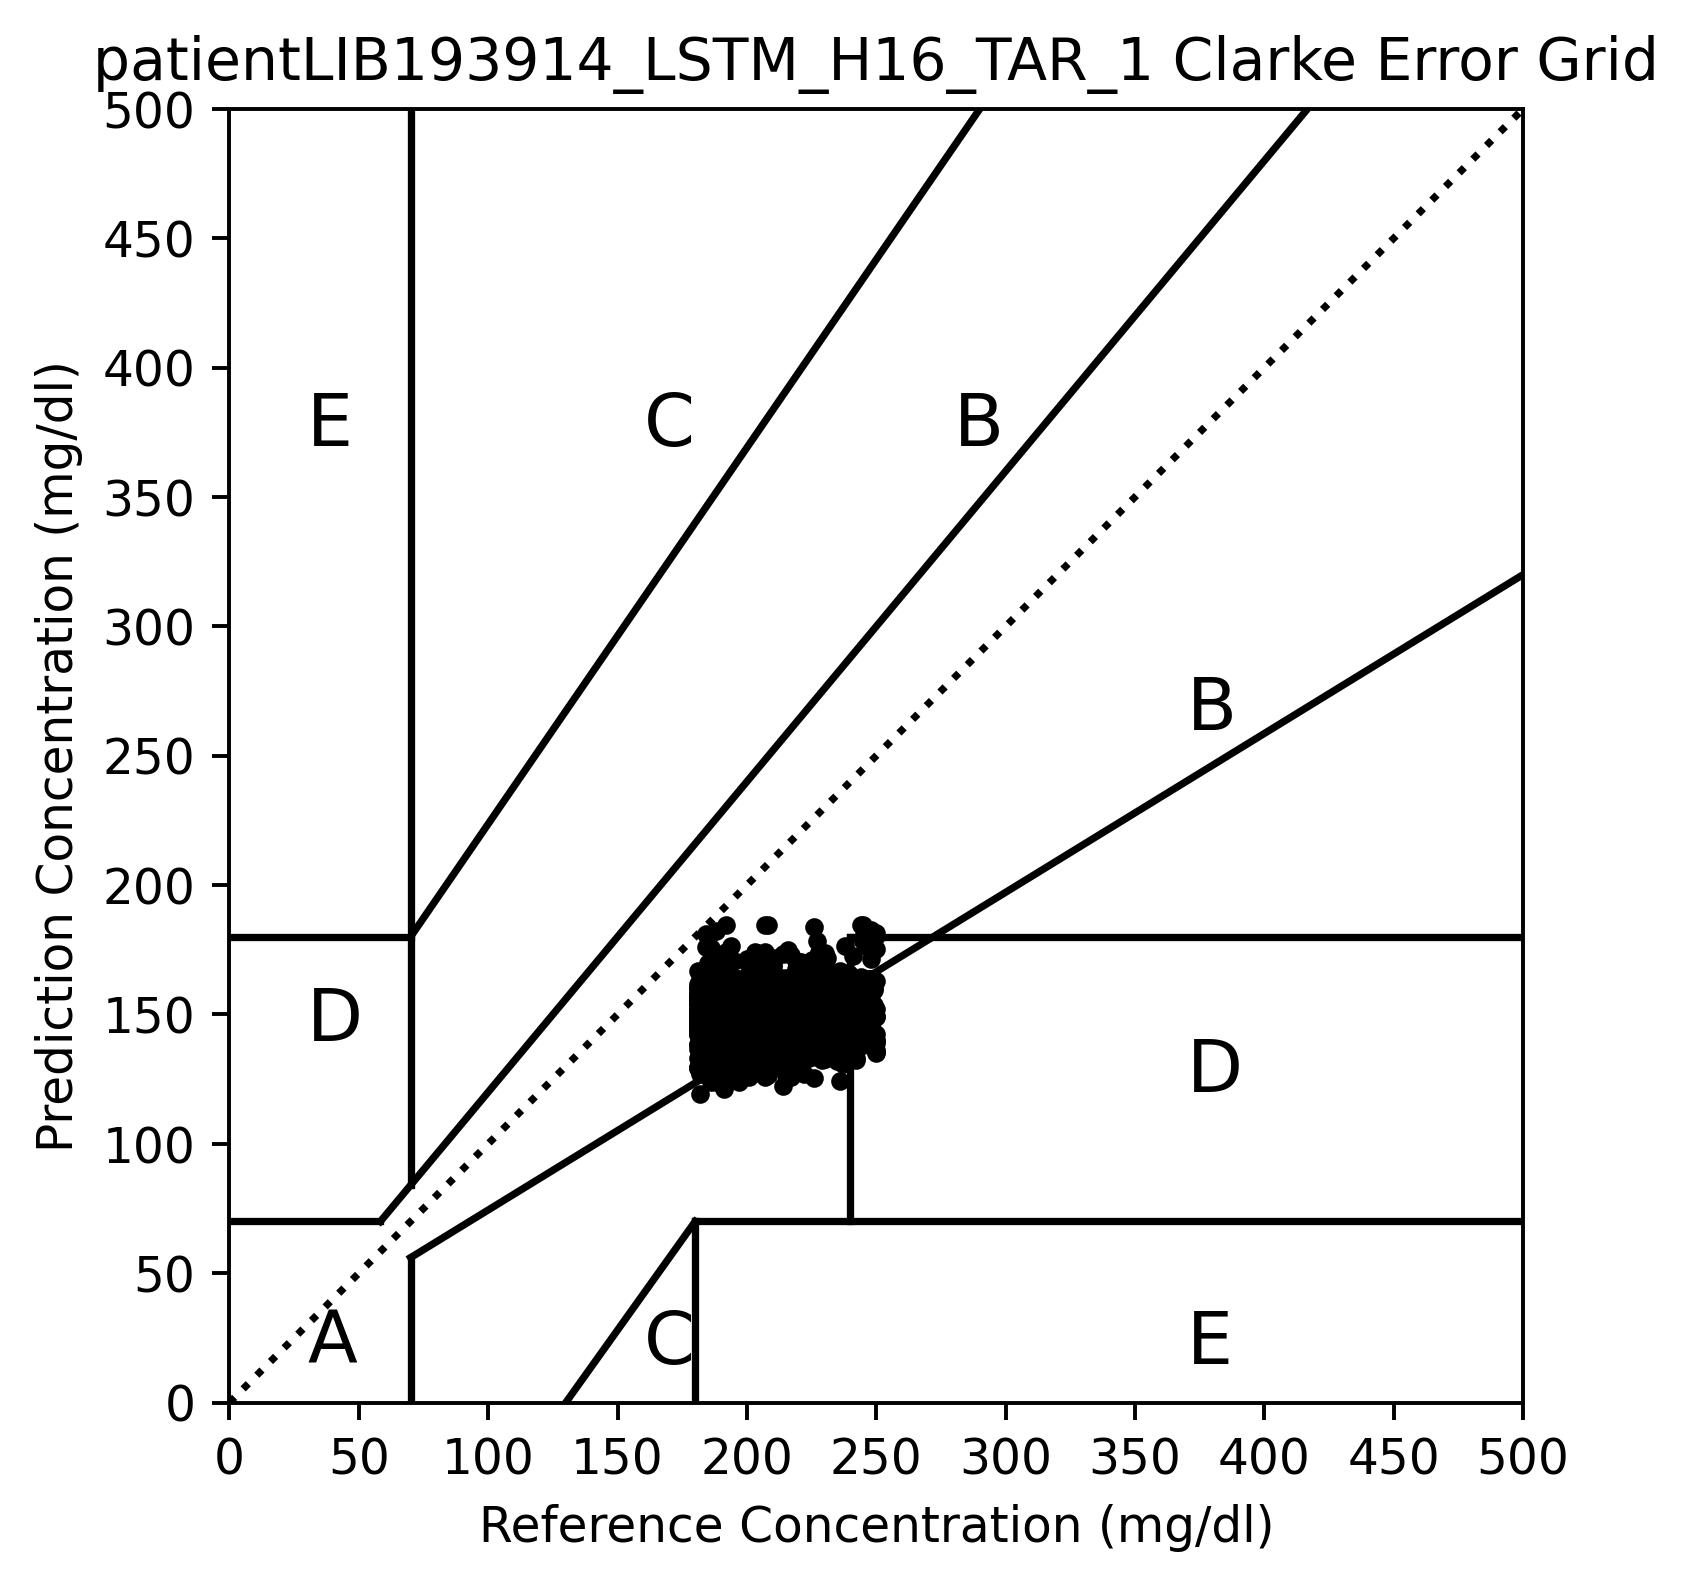 patientLIB193914_LSTM_H16_TAR_1 Clarke Error Grid
500
450
400
350
300
250
200
150
100
50
0
Prediction Concentration (mg/dl)
E
C
B
B
D
D
A
C
E
0 50 100 150 200 250 300 350 400 450 500
Reference Concentration (mg/dl)